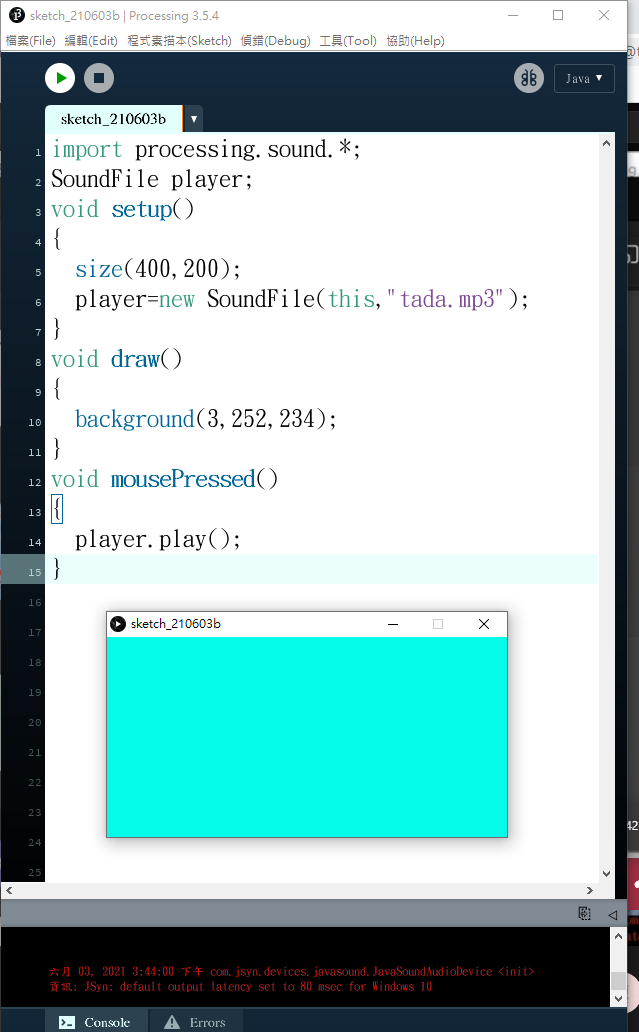 sketch_210603b | Processing 3.5.4
檔案(File) 編輯(Edit) 程式素描本(Sketch) 偵錯(Debug) 工具(Tool) 協助(Help)
Java ▼
sketch_210603b ▼
1 import processing.sound.*;
2 SoundFile player;
3 void setup()
4 {
5 size(400,200);
6 player=new SoundFile(this,"tada.mp3");
7 }
8 void draw()
9 {
10 background(3,252,234);
11 }
12 void mousePressed()
13 {
14 player.play();
15 }
16
17
18
19
20
21
22
23
24
25
sketch_210603b
六月 03, 2021 3:44:00 下午 com.jsyn.devices.javasound.JavaSoundAudioDevice <init>
資訊: JSyn: default output latency set to 80 msec for Windows 10
Console Errors
42